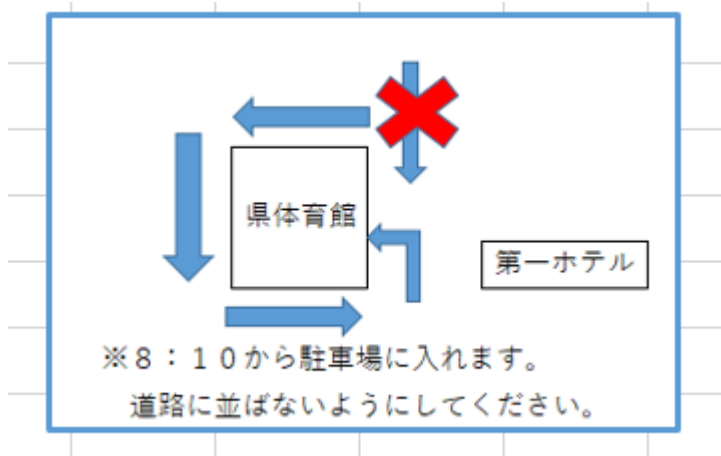 県体育館
第一ホテル
※８：１０から駐車場に入れます。
道路に並ばないようにしてください。